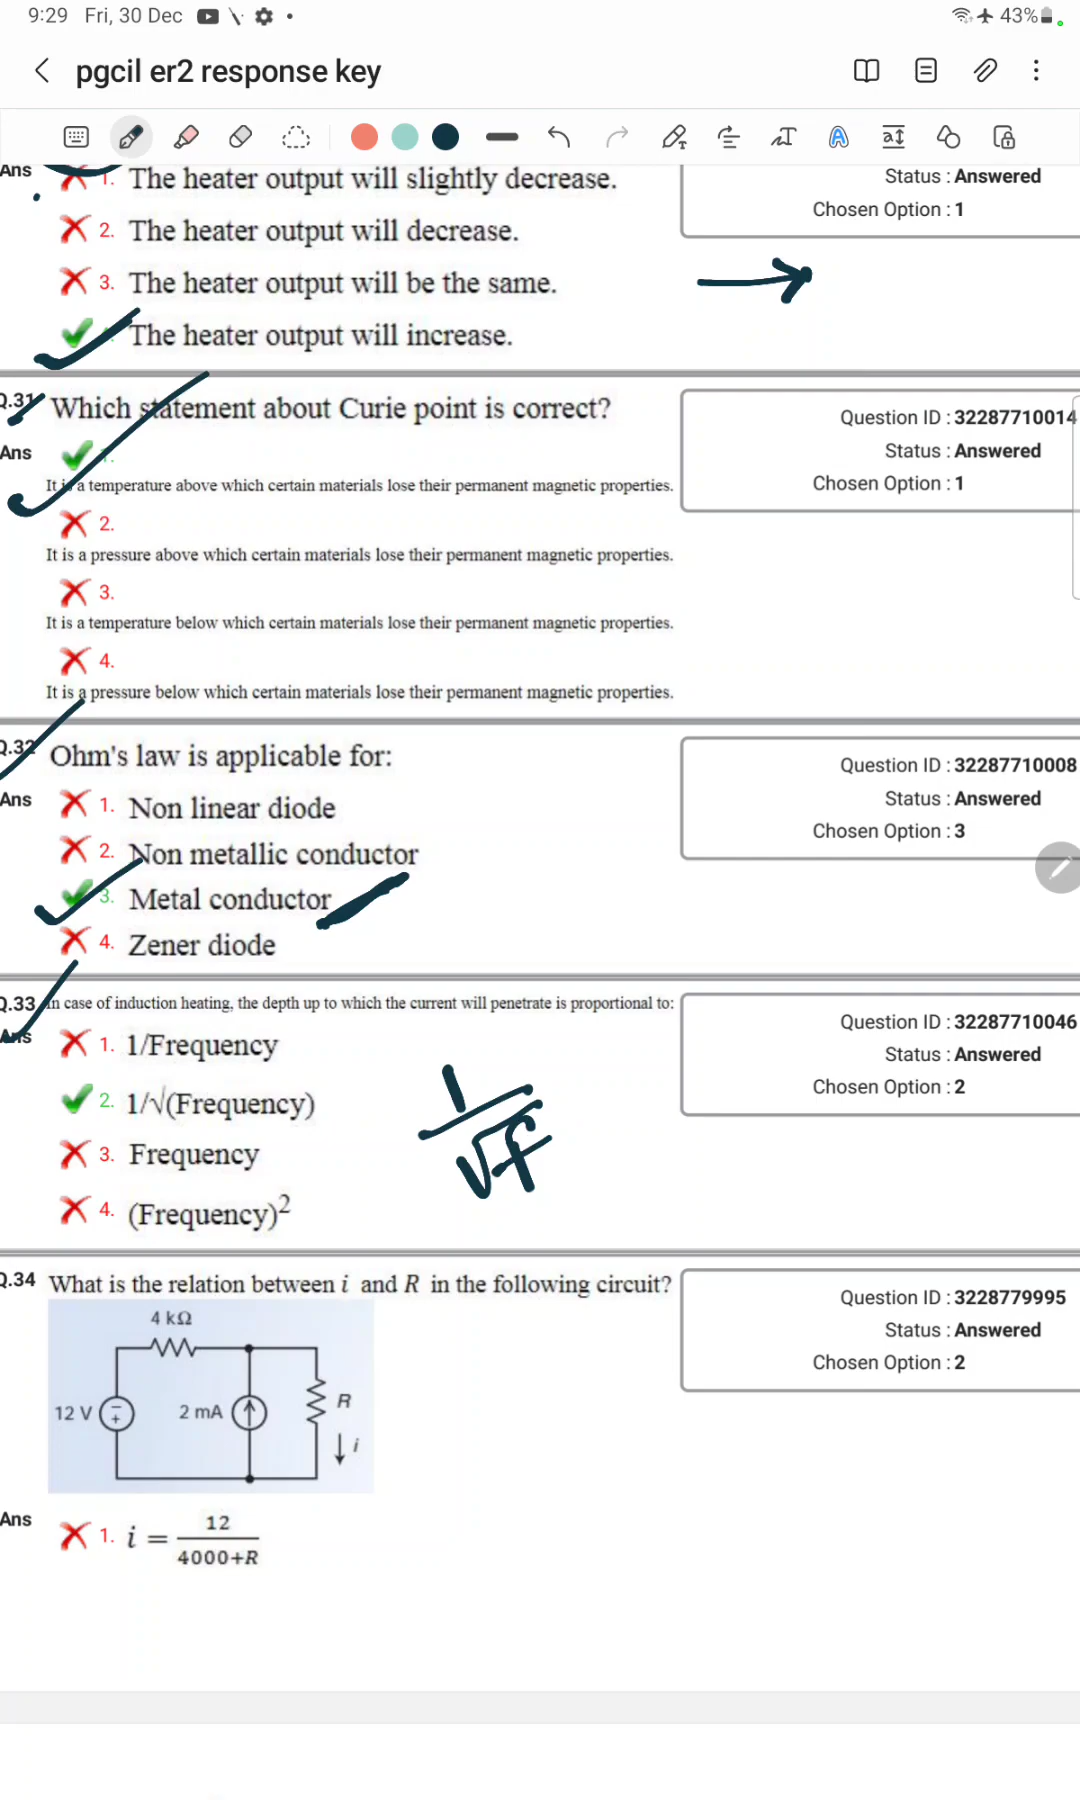 9:29 Fri, 30 Dec 43%
pgcil er2 response key
Ans 1. The heater output will slightly decrease.
Status : Answered
Chosen Option : 1
2. The heater output will decrease.
3. The heater output will be the same.
The heater output will increase.
Q.31 Which statement about Curie point is correct?
Question ID : 32287710014
Status : Answered
Chosen Option : 1
Ans 1.
It is a temperature above which certain materials lose their permanent magnetic properties.
2.
It is a pressure above which certain materials lose their permanent magnetic properties.
3.
It is a temperature below which certain materials lose their permanent magnetic properties.
4.
It is a pressure below which certain materials lose their permanent magnetic properties.
Q.32 Ohm's law is applicable for:
Question ID : 32287710008
Status : Answered
Chosen Option : 3
Ans 1. Non linear diode
2. Non metallic conductor
3. Metal conductor
4. Zener diode
Q.33 In case of induction heating, the depth up to which the current will penetrate is proportional to:
Question ID : 32287710046
Status : Answered
Chosen Option : 2
Ans 1. 1/Frequency
2. 1/√(Frequency)
3. Frequency
4. (Frequency)²
1
√f
Q.34 What is the relation between i and R in the following circuit?
Question ID : 3228779995
Status : Answered
Chosen Option : 2
4 kΩ
12 V
2 mA
R
i
Ans 1. i = 12
4000+R